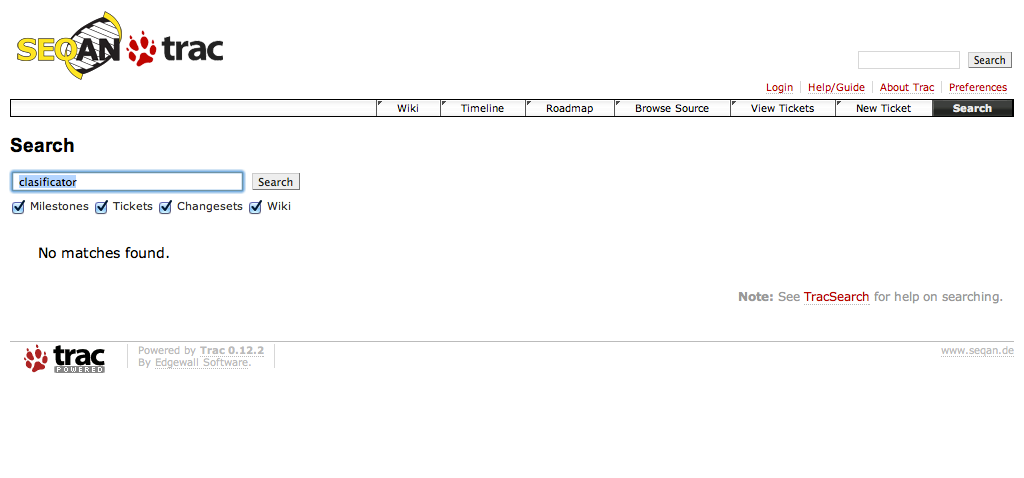 SEQAN trac
Search
Login Help/Guide About Trac Preferences
Wiki Timeline Roadmap Browse Source View Tickets New Ticket Search
Search
clasificator Search
Milestones Tickets Changesets Wiki
No matches found.
Note: See TracSearch for help on searching.
trac POWERED
Powered by Trac 0.12.2
By Edgewall Software.
www.seqan.de